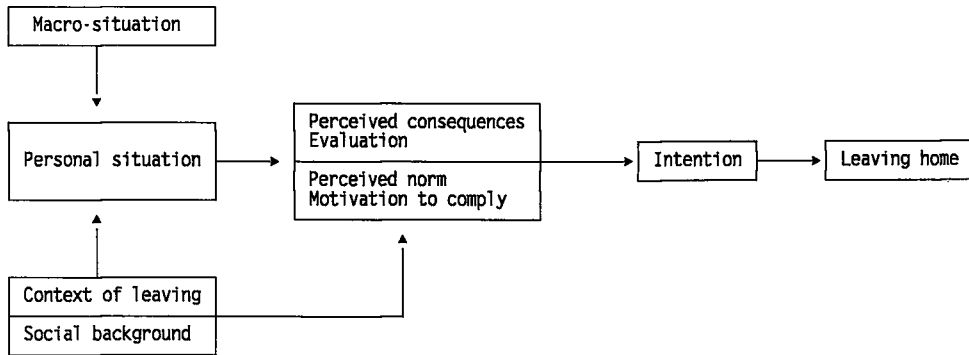 Macro-situation
Personal situation
Perceived consequences
Evaluation
Perceived norm
Motivation to comply
Intention
Leaving home
Context of leaving
Social background